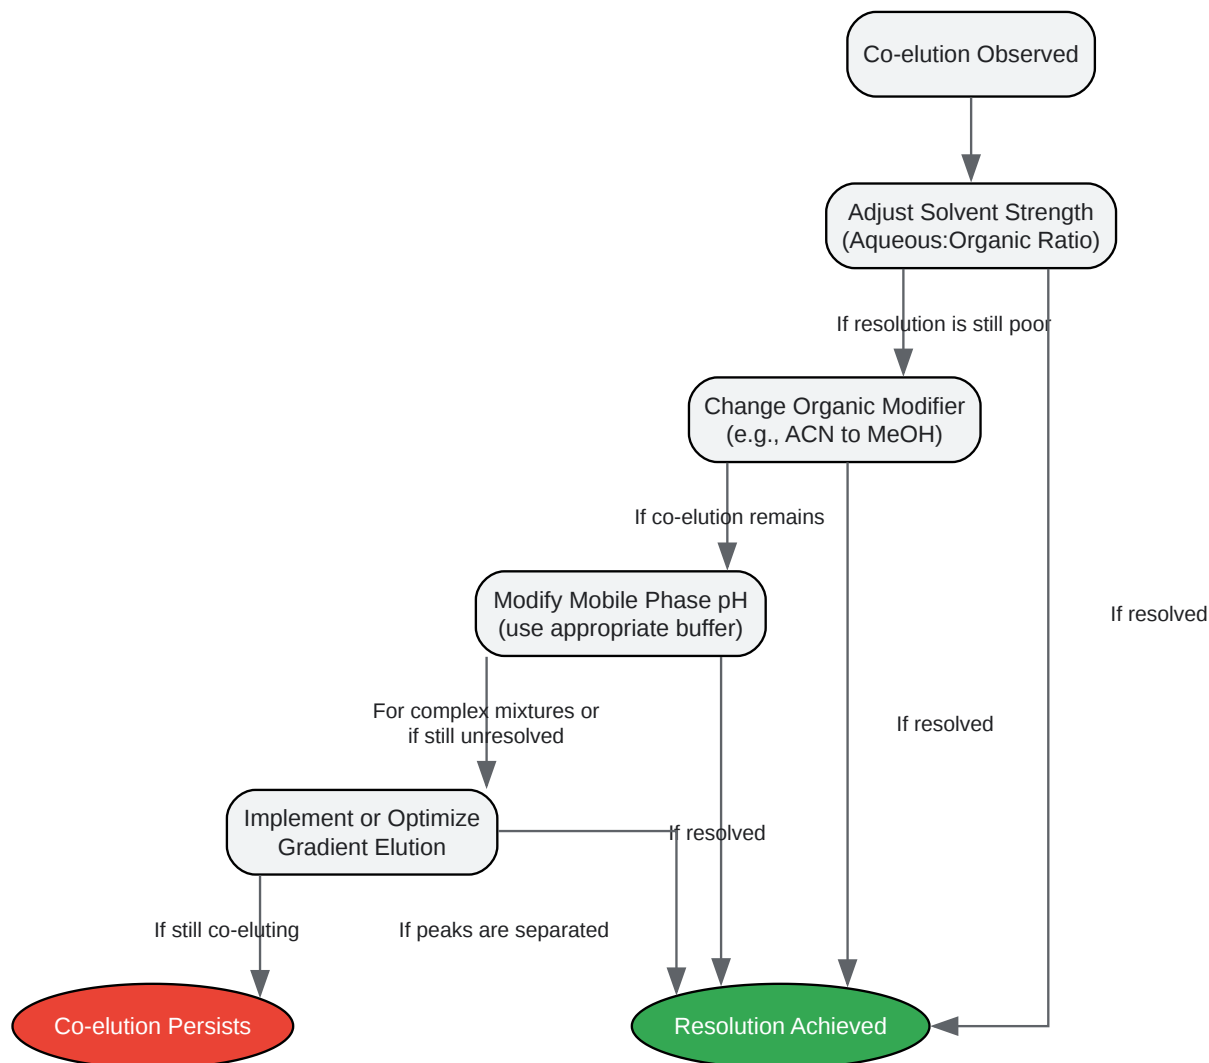 Co-elution Observed
Adjust Solvent Strength
(Aqueous:Organic Ratio)
If resolution is still poor
Change Organic Modifier
(e.g., ACN to MeOH)
If co-elution remains
Modify Mobile Phase pH
(use appropriate buffer)
If resolved
For complex mixtures or
if still unresolved
If resolved
Implement or Optimize
Gradient Elution
If resolved
If still co-eluting
If peaks are separated
Co-elution Persists
Resolution Achieved